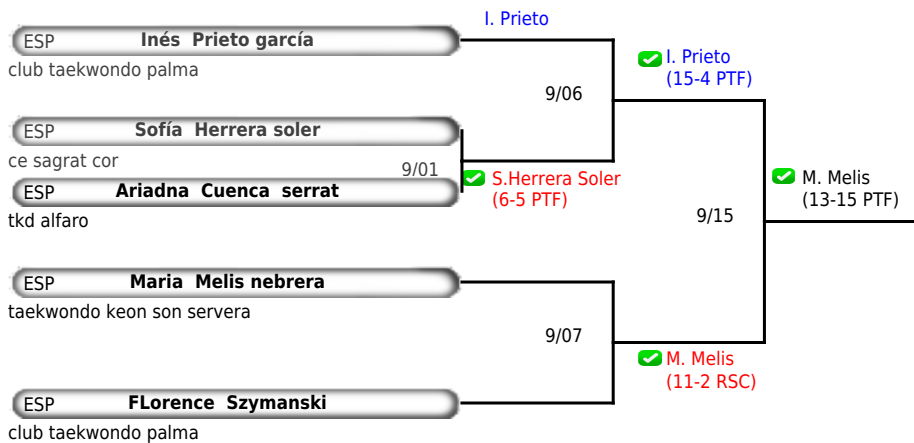 I. Prieto
ESP Inés Prieto garcía
club taekwondo palma
I. Prieto
(15-4 PTF)
9/06
ESP Sofía Herrera soler
ce sagrat cor
9/01
S.Herrera Soler
(6-5 PTF)
ESP Ariadna Cuenca serrat
tkd alfaro
M. Melis
(13-15 PTF)
9/15
ESP Maria Melis nebrera
taekwondo keon son servera
9/07
M. Melis
(11-2 RSC)
ESP FLorence Szymanski
club taekwondo palma